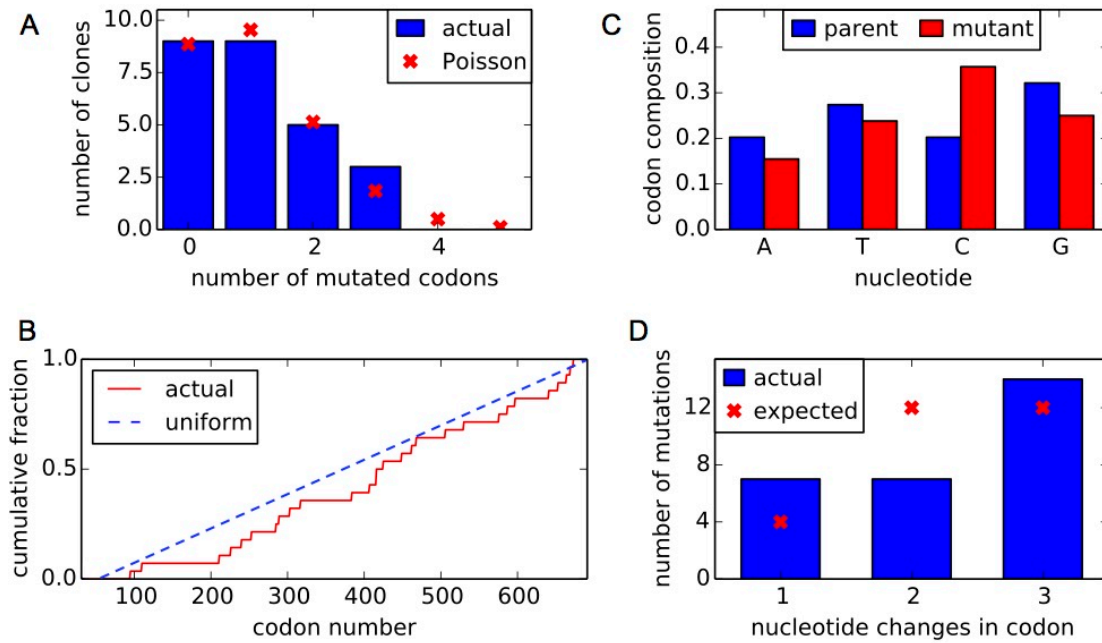 A
number of clones
10.0
7.5
5.0
2.5
0.0
actual
Poisson
0 2 4
number of mutated codons
C
codon composition
0.4
0.3
0.2
0.1
0.0
parent mutant
A T C G
nucleotide
B
cumulative fraction
1.0
0.5
0.0
actual
uniform
100 200 300 400 500 600
codon number
D
number of mutations
12
8
4
0
actual
expected
1 2 3
nucleotide changes in codon